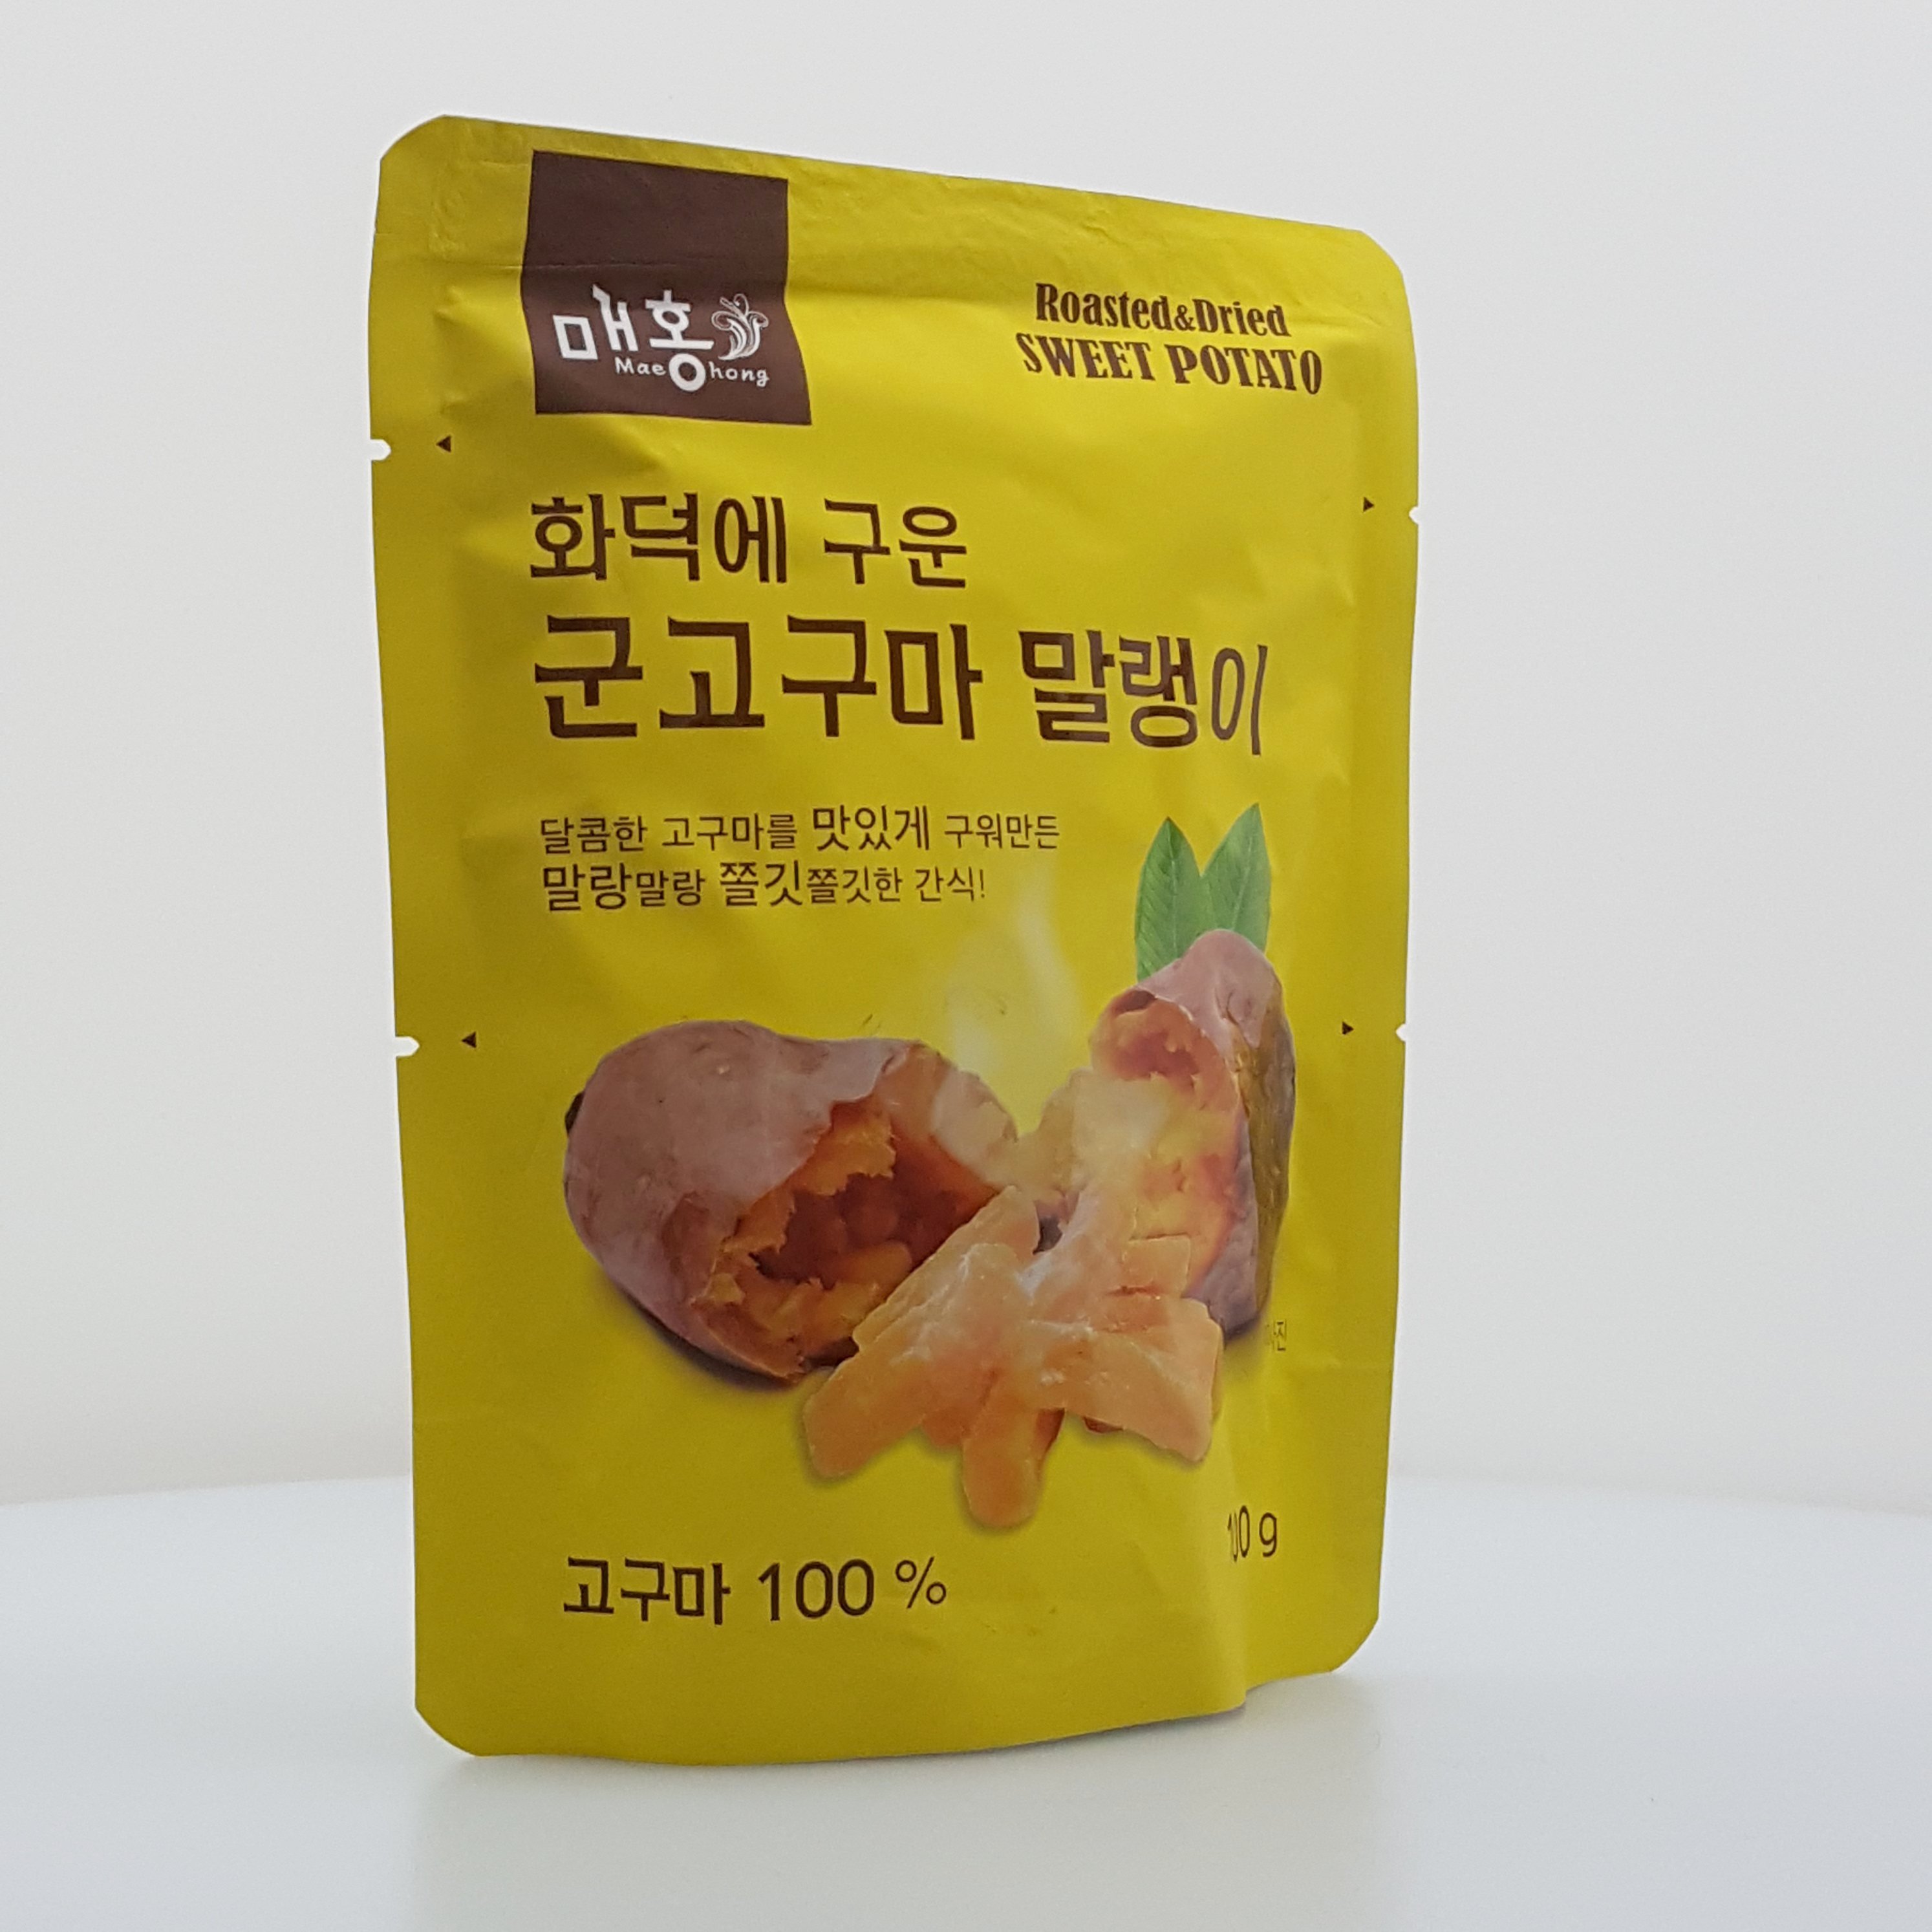 매홍
Maehong
Roasted&Dried
SWEET POTATO
화덕에 구운
군고구마 말랭이
달콤한 고구마를 맛있게 구워만든
말랑말랑 쫄깃쫄깃한 간식!
고구마 100 %
100 g